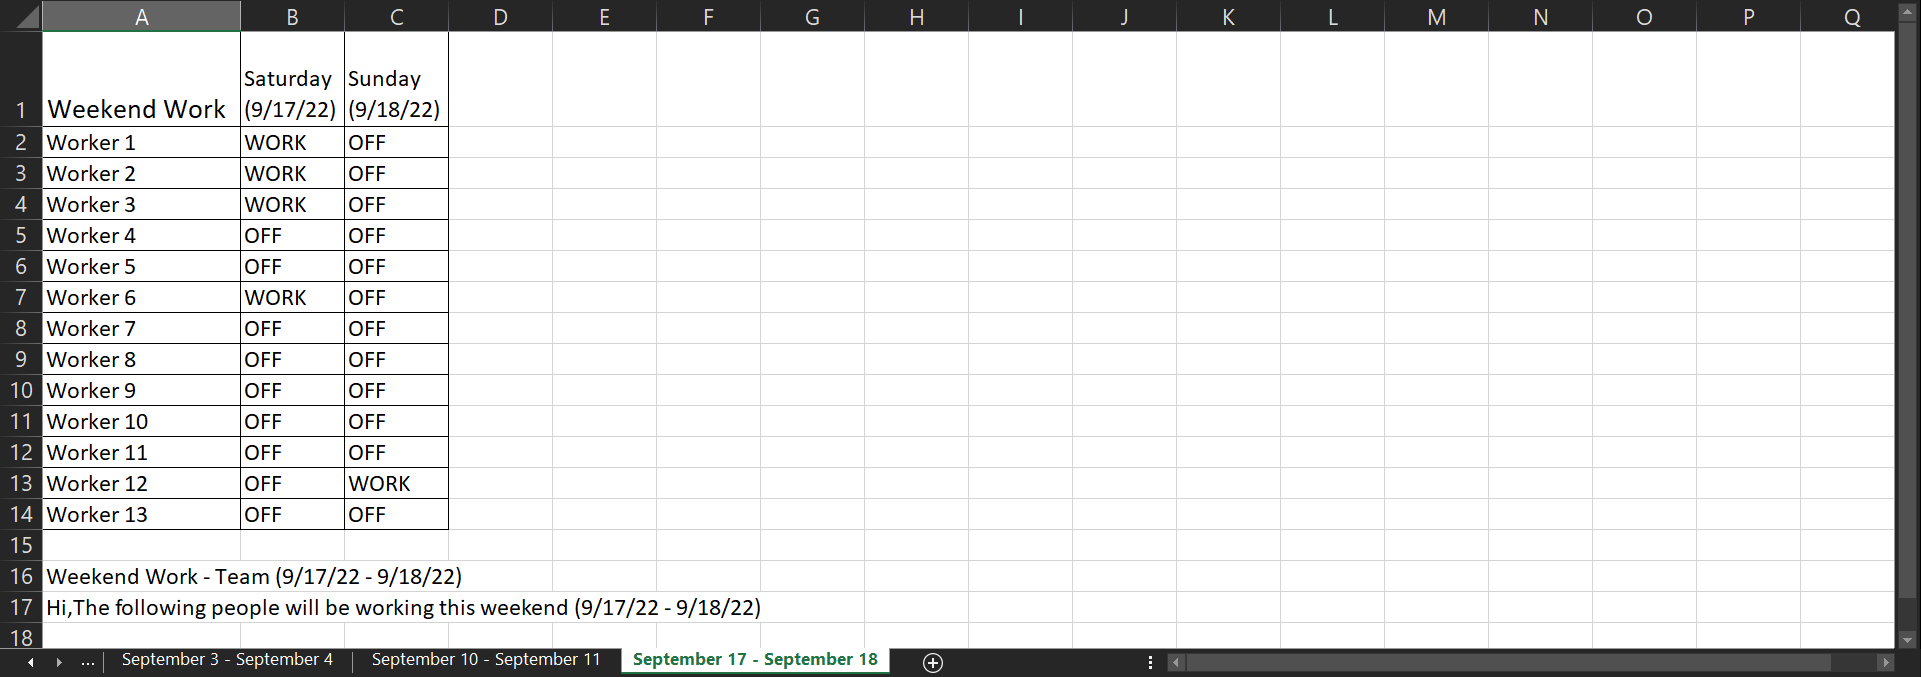 A B C D E F G H I J K L M N O P Q
1 Weekend Work Saturday (9/17/22) Sunday (9/18/22)
2 Worker 1 WORK OFF
3 Worker 2 WORK OFF
4 Worker 3 WORK OFF
5 Worker 4 OFF OFF
6 Worker 5 OFF OFF
7 Worker 6 WORK OFF
8 Worker 7 OFF OFF
9 Worker 8 OFF OFF
10 Worker 9 OFF OFF
11 Worker 10 OFF OFF
12 Worker 11 OFF OFF
13 Worker 12 OFF WORK
14 Worker 13 OFF OFF
15
16 Weekend Work - Team (9/17/22 - 9/18/22)
17 Hi,The following people will be working this weekend (9/17/22 - 9/18/22)
18
... September 3 - September 4 September 10 - September 11 September 17 - September 18